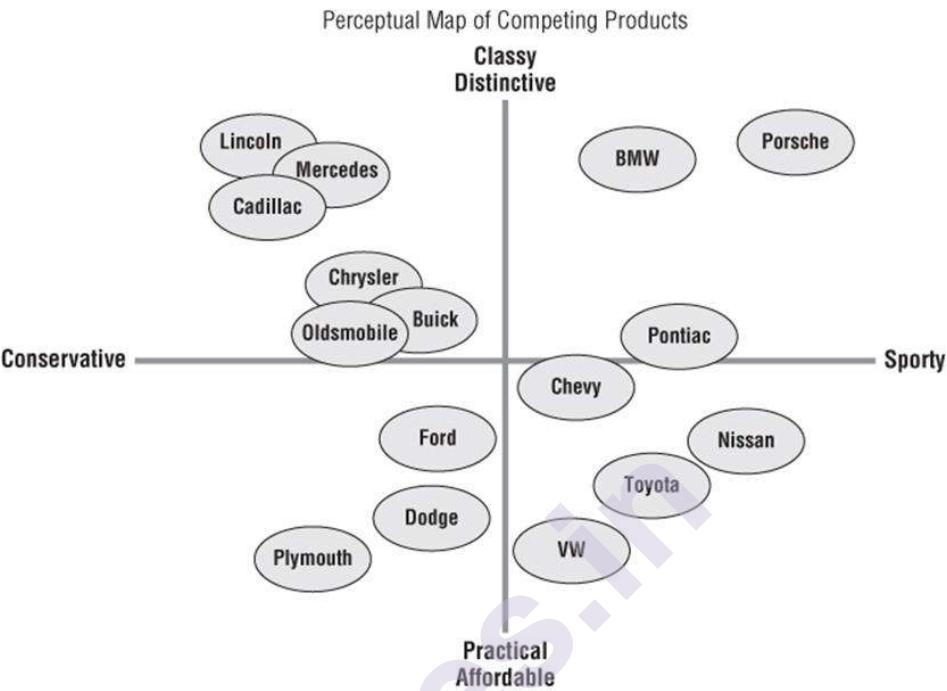 Perceptual Map of Competing Products
Classy
Distinctive
Lincoln
Porsche
BMW
Mercedes
Cadillac
Chrysler
Buick
Oldsmobile
Pontiac
Conservative
Sporty
Chevy
Ford
Nissan
Toyota
Dodge
VW
Plymouth
Practical
Affordable